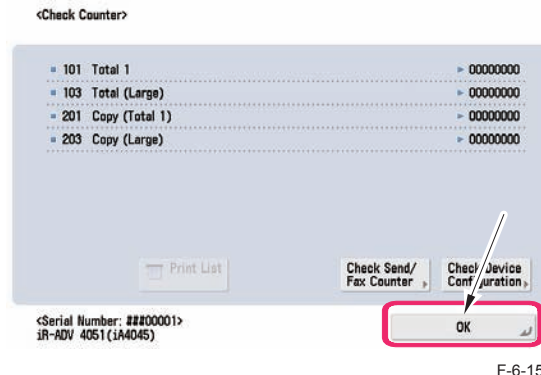 <Check Counter>
101 Total 1 00000000
103 Total (Large) 00000000
201 Copy (Total 1) 00000000
203 Copy (Large) 00000000
Print List
Check Send/
Fax Counter
Check Device
Configuration
<Serial Number: ###00001>
iR-ADV 4051(iA4045)
OK
F-6-15